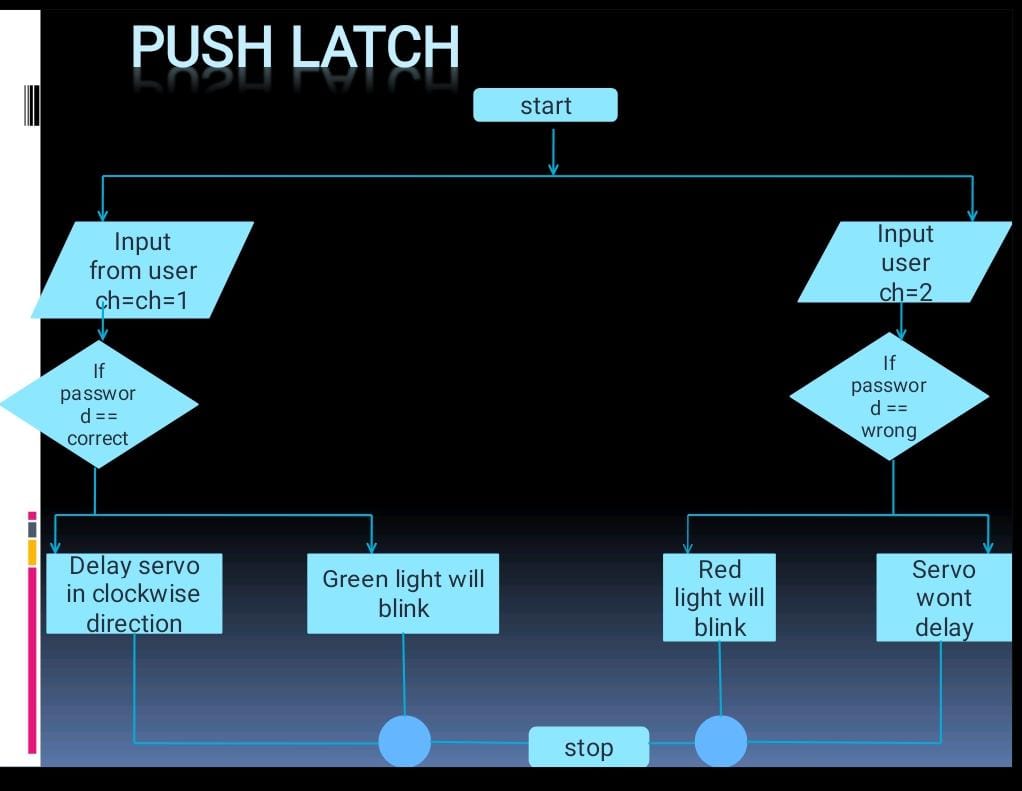 PUSH LATCH
start
Input
from user
ch=ch=1
Input
user
ch=2
If
passwor
d ==
correct
If
passwor
d ==
wrong
Delay servo
in clockwise
direction
Green light will
blink
Red
light will
blink
Servo
wont
delay
stop